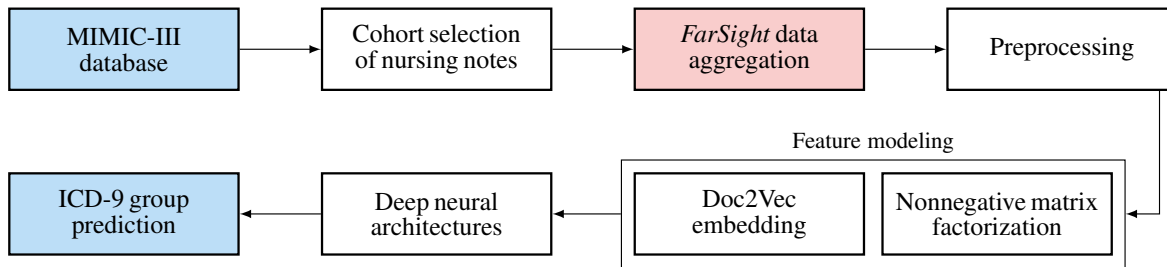 MIMIC-III
database
Cohort selection
of nursing notes
FarSight data
aggregation
Preprocessing
Feature modeling
ICD-9 group
prediction
Deep neural
architectures
Doc2Vec
embedding
Nonnegative matrix
factorization